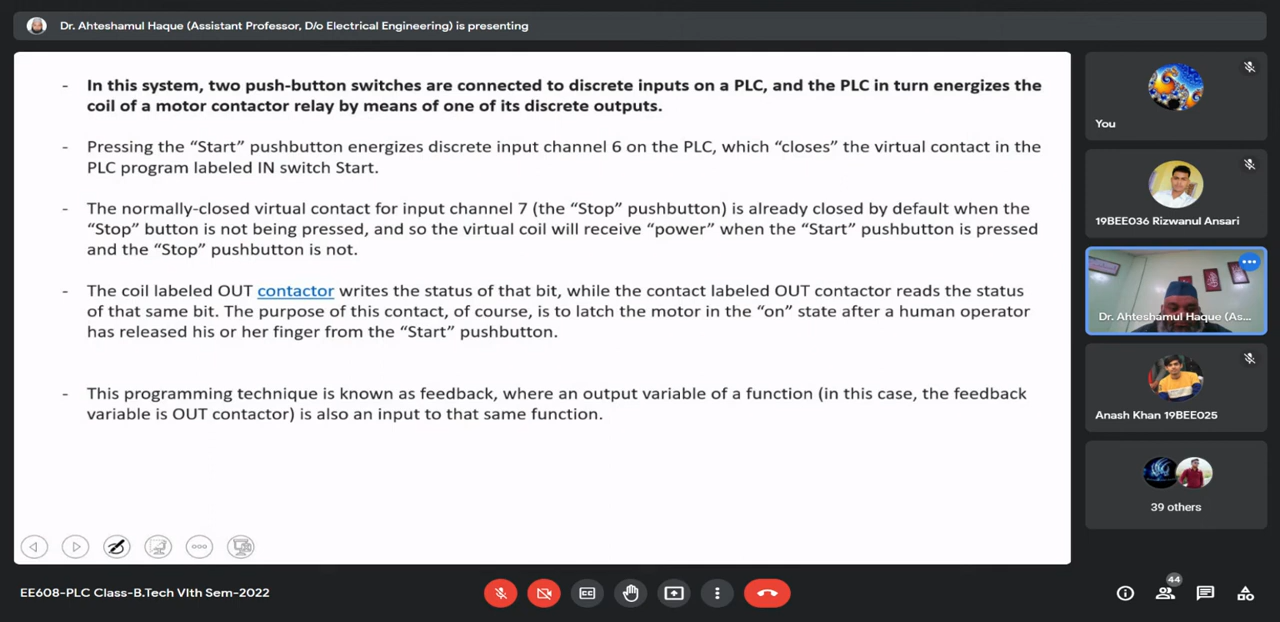 Dr. Ahteshamul Haque (Assistant Professor, D/o Electrical Engineering) is presenting
- In this system, two push-button switches are connected to discrete inputs on a PLC, and the PLC in turn energizes the
coil of a motor contactor relay by means of one of its discrete outputs.
- Pressing the “Start” pushbutton energizes discrete input channel 6 on the PLC, which “closes” the virtual contact in the
PLC program labeled IN switch Start.
- The normally-closed virtual contact for input channel 7 (the “Stop” pushbutton) is already closed by default when the
“Stop” button is not being pressed, and so the virtual coil will receive “power” when the “Start” pushbutton is pressed
and the “Stop” pushbutton is not.
- The coil labeled OUT contactor writes the status of that bit, while the contact labeled OUT contactor reads the status
of that same bit. The purpose of this contact, of course, is to latch the motor in the “on” state after a human operator
has released his or her finger from the “Start” pushbutton.
- This programming technique is known as feedback, where an output variable of a function (in this case, the feedback
variable is OUT contactor) is also an input to that same function.
You
19BEE036 Rizwanul Ansari
Dr. Ahteshamul Haque (As...
Anash Khan 19BEE025
39 others
EE608-PLC Class-B.Tech VIth Sem-2022
CC
44